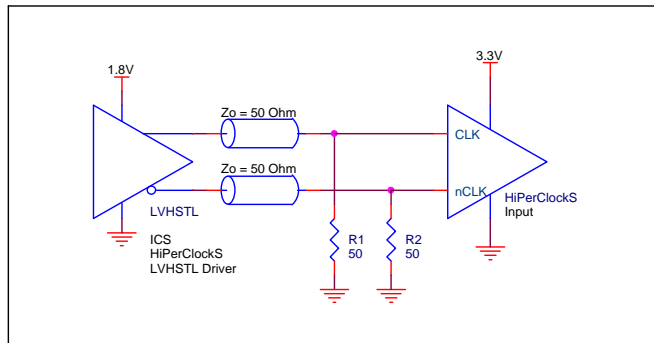 1.8V
3.3V
Zo = 50 Ohm
CLK
Zo = 50 Ohm
nCLK
LVHSTL
HiPerClockS
Input
ICS
HiPerClockS
LVHSTL Driver
R1
50
R2
50